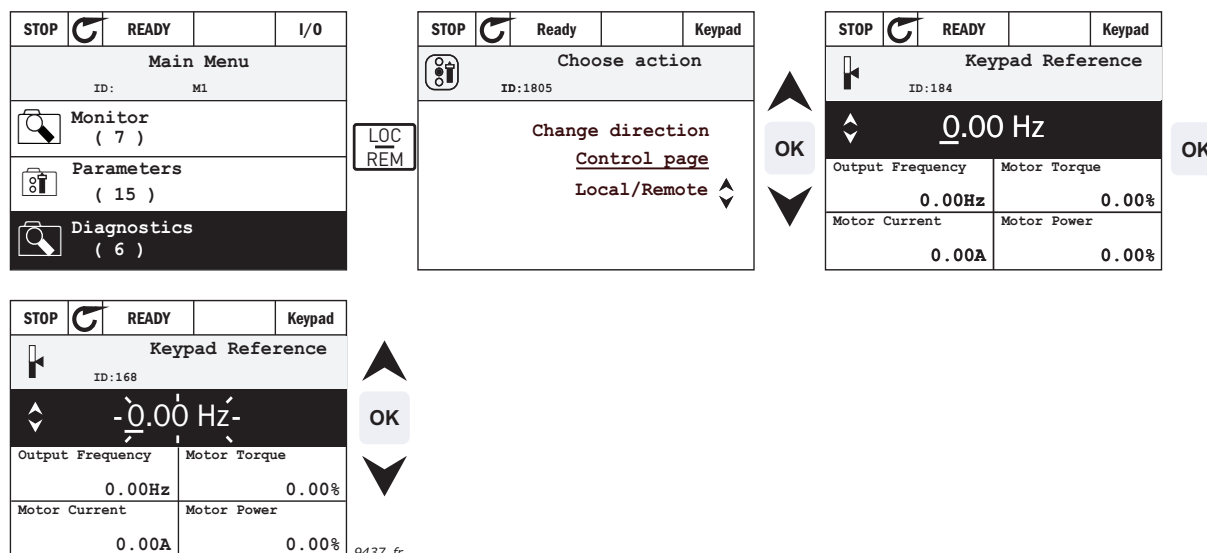 STOP READY I/O
Main Menu
ID: M1
Monitor
( 7 )
Parameters
( 15 )
Diagnostics
( 6 )
LOC
REM
STOP Ready Keypad
Choose action
ID:1805
Change direction
Control page
Local/Remote
OK
STOP READY Keypad
Keypad Reference
ID:184
0.00 Hz
Output Frequency Motor Torque
0.00Hz 0.00%
Motor Current Motor Power
0.00A 0.00%
OK
STOP READY Keypad
Keypad Reference
ID:168
0.00 Hz
Output Frequency Motor Torque
0.00Hz 0.00%
Motor Current Motor Power
0.00A 0.00%
OK